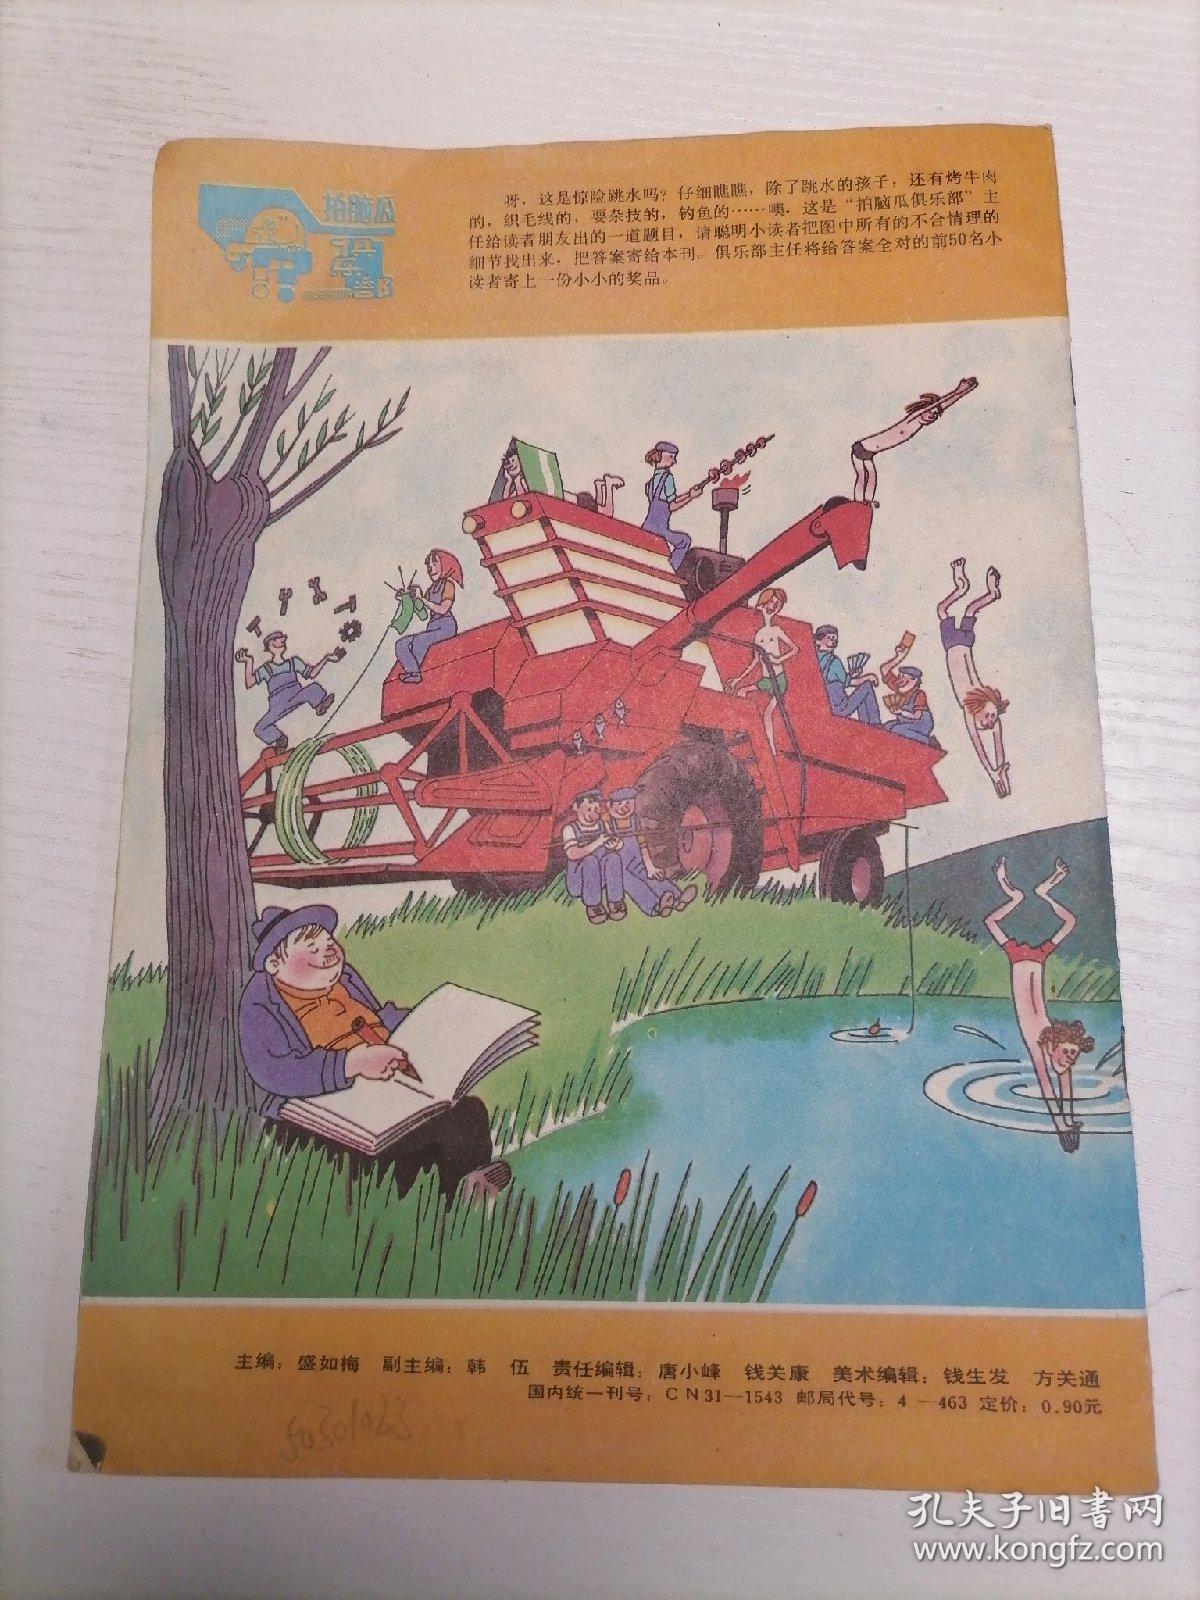 拍脑瓜
俱乐部
呀，这是惊险跳水吗？仔细瞧瞧，除了跳水的孩子，还有烤牛肉
的，织毛线的，耍杂技的，钓鱼的……噢，这是“拍脑瓜俱乐部”主
任给读者朋友出的一道题目，请聪明小读者把图中所有的不合情理的
细节找出来，把答案寄给本刊。俱乐部主任将给答案全对的前50名小
读者寄上一份小小的奖品。
主编：盛如梅 副主编：韩 伍 责任编辑：唐小峰 钱关康 美术编辑：钱生发 方关通
国内统一刊号：CN31—1543 邮局代号：4—463 定价：0.90元
孔夫子旧书网
www.kongfz.com